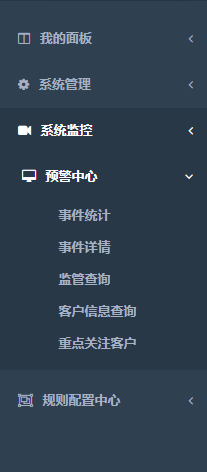 我的面板
系统管理
系统监控
预警中心
事件统计
事件详情
监管查询
客户信息查询
重点关注客户
规则配置中心